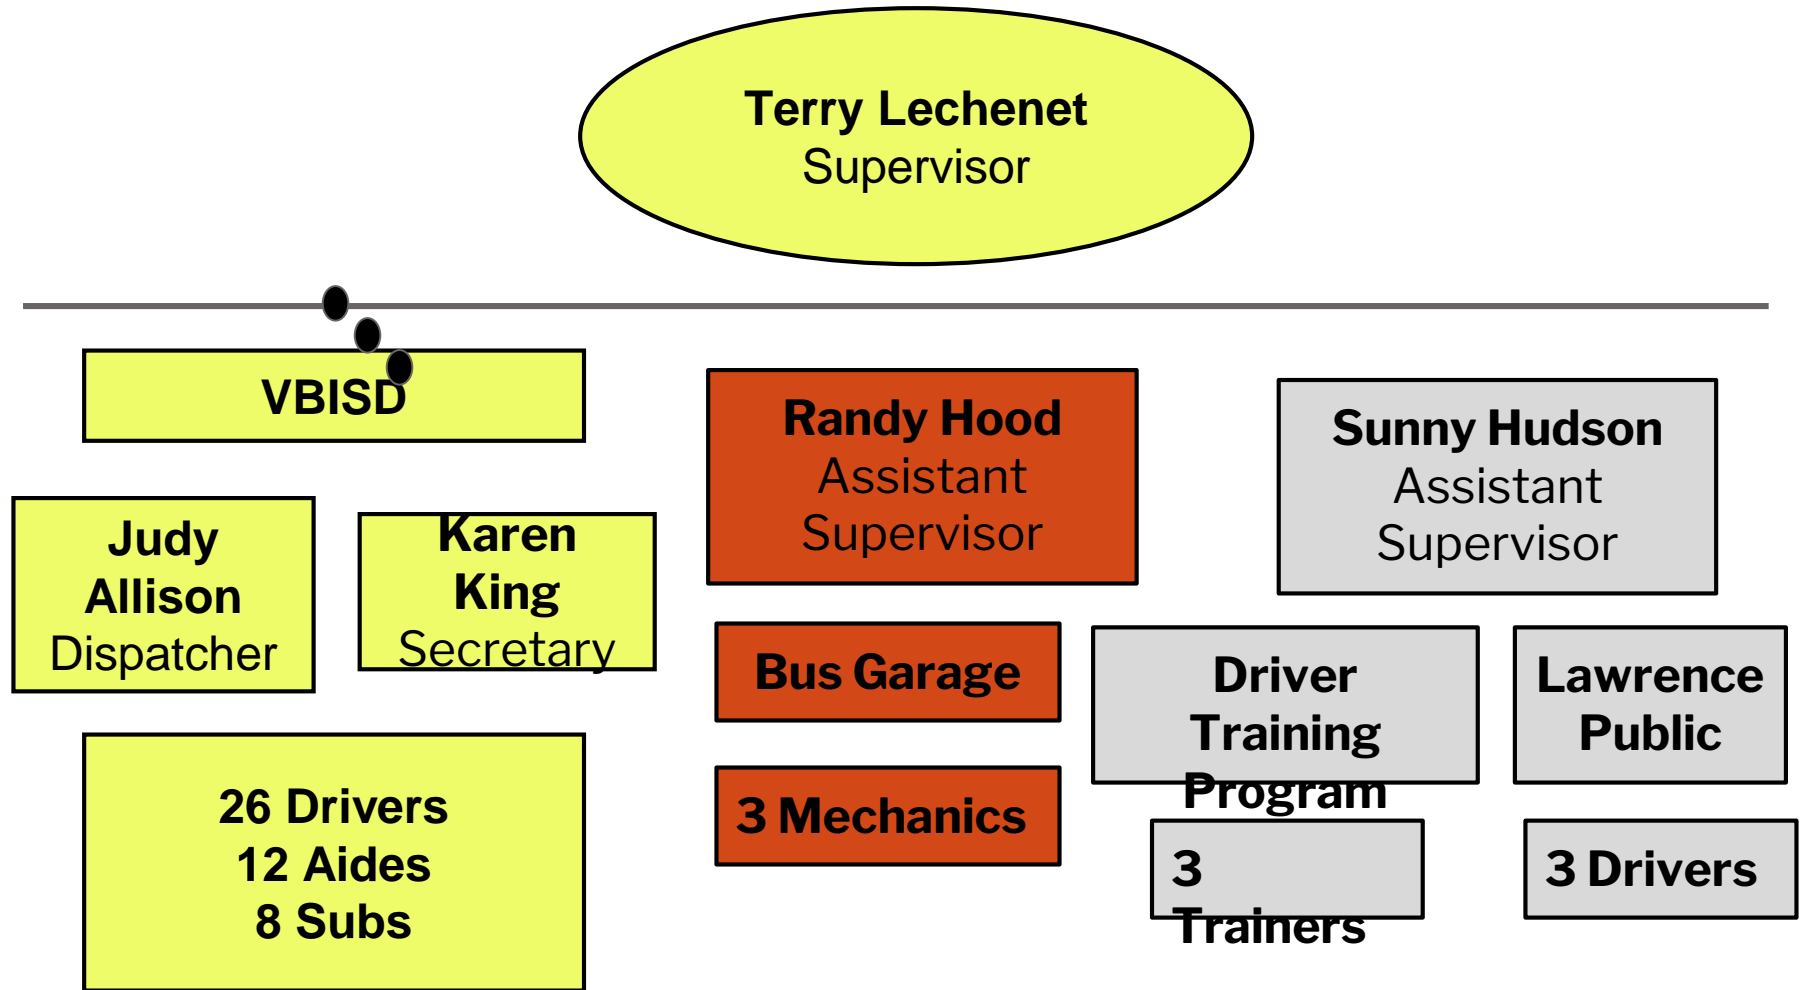 Terry Lechenet
Supervisor
VBISD
Judy
Allison
Dispatcher
Karen
King
Secretary
26 Drivers
12 Aides
8 Subs
Randy Hood
Assistant
Supervisor
Bus Garage
3 Mechanics
Sunny Hudson
Assistant
Supervisor
Driver
Training
Program
3
Trainers
Lawrence
Public
3 Drivers